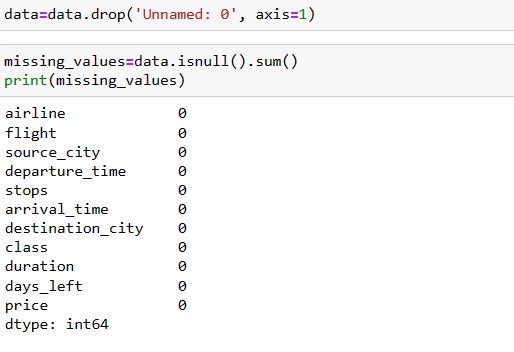 data=data.drop('Unnamed: 0', axis=1)
missing_values=data.isnull().sum()
print(missing_values)
airline 0
flight 0
source_city 0
departure_time 0
stops 0
arrival_time 0
destination_city 0
class 0
duration 0
days_left 0
price 0
dtype: int64